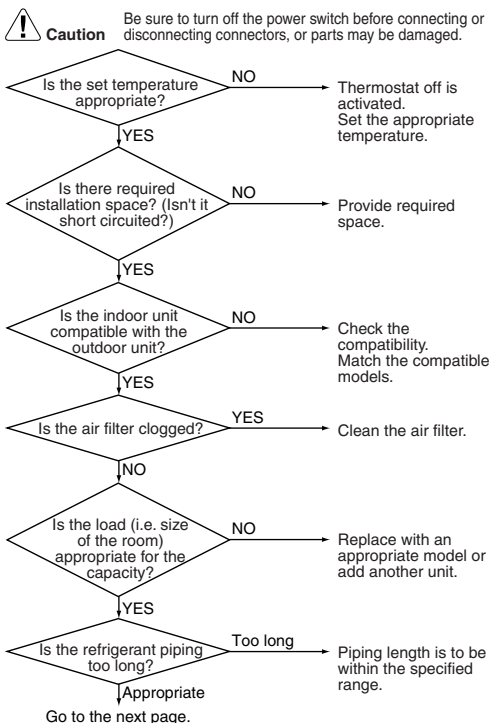 Caution
Be sure to turn off the power switch before connecting or
disconnecting connectors, or parts may be damaged.
Is the set temperature
appropriate?
NO
Thermostat off is
activated.
Set the appropriate
temperature.
YES
Is there required
installation space? (Isn't it
short circuited?)
NO
Provide required
space.
YES
Is the indoor unit
compatible with the
outdoor unit?
NO
Check the
compatibility.
Match the compatible
models.
YES
Is the air filter clogged?
YES
Clean the air filter.
NO
Is the load (i.e. size
of the room)
appropriate for the
capacity?
NO
Replace with an
appropriate model or
add another unit.
YES
Is the refrigerant piping
too long?
Too long
Piping length is to be
within the specified
range.
Appropriate
Go to the next page.